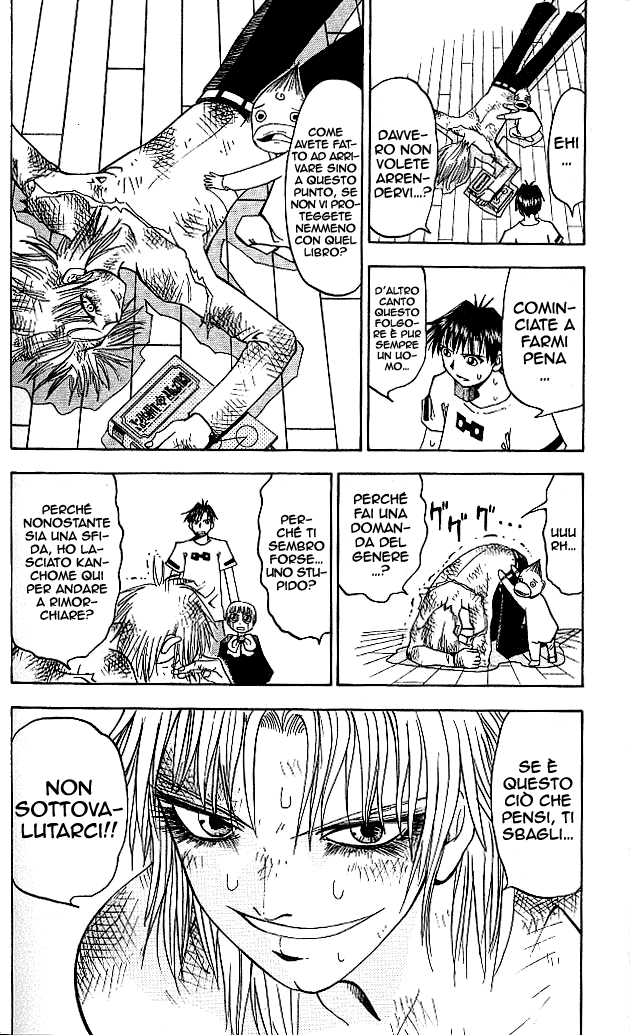 EHI
...
DAVVE-
RO NON
VOLETE
ARREN-
DERVI...?
COME
AVETE FAT-
TO AD ARRI-
VARE SINO
A QUESTO
PUNTO, SE
NON VI PRO-
TEGGETE
NEMMENO
CON QUEL
LIBRO?
COMIN-
CIATE A
FARMI
PENA
...
D'ALTRO
CANTO
QUESTO
FOLGO-
RE È PUR
SEMPRE
UN UO-
MO...
UUU
RH...
ググ...
PERCHÉ
FAI UNA
DOMAN-
DA DEL
GENERE
....?
PER-
CHÉ TI
SEMBRO
FORSE...
UNO STU-
PIDO?
PERCHÉ
NONOSTANTE
SIA UNA SFI-
DA, HO LA-
SCIATO KAN-
CHOME QUI
PER ANDARE
A RIMOR-
CHIARE?
SE È
QUESTO
CIÒ CHE
PENSI, TI
SBAGLI...
NON
SOTTOVA-
LUTARCI!!